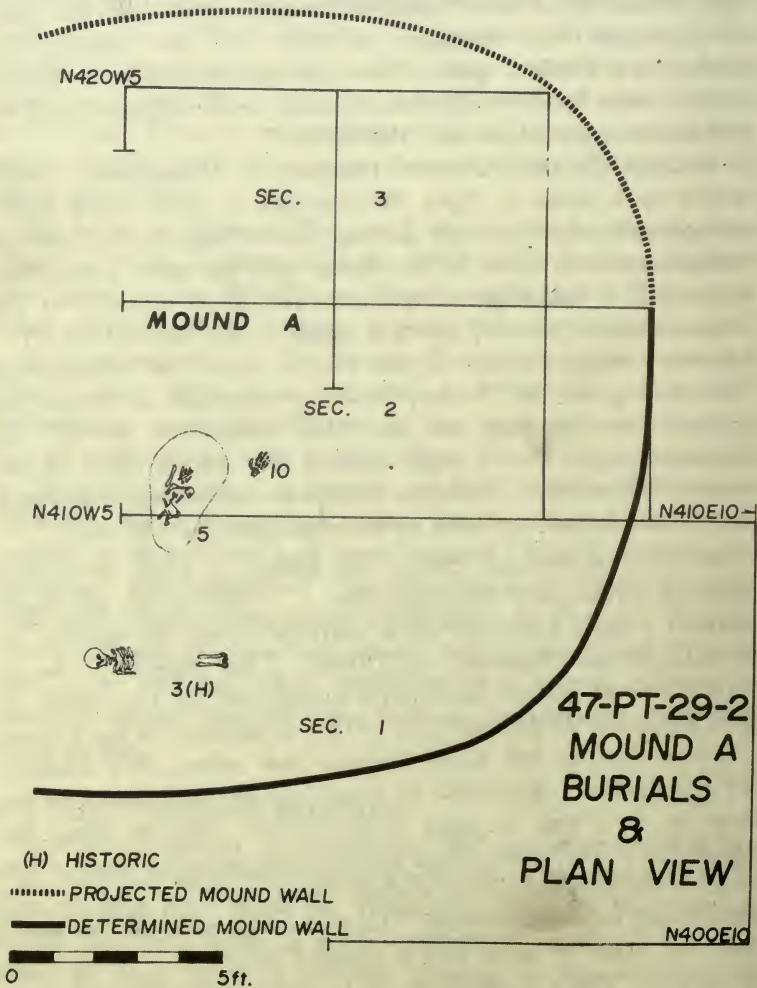 N420W5
SEC. 3
MOUND A
SEC. 2
10
N410W5
N410E10
5
3(H)
SEC. 1
47-PT-29-2
MOUND A
BURIALS
&
PLAN VIEW
(H) HISTORIC
PROJECTED MOUND WALL
DETERMINED MOUND WALL
N400E10
0 5ft.